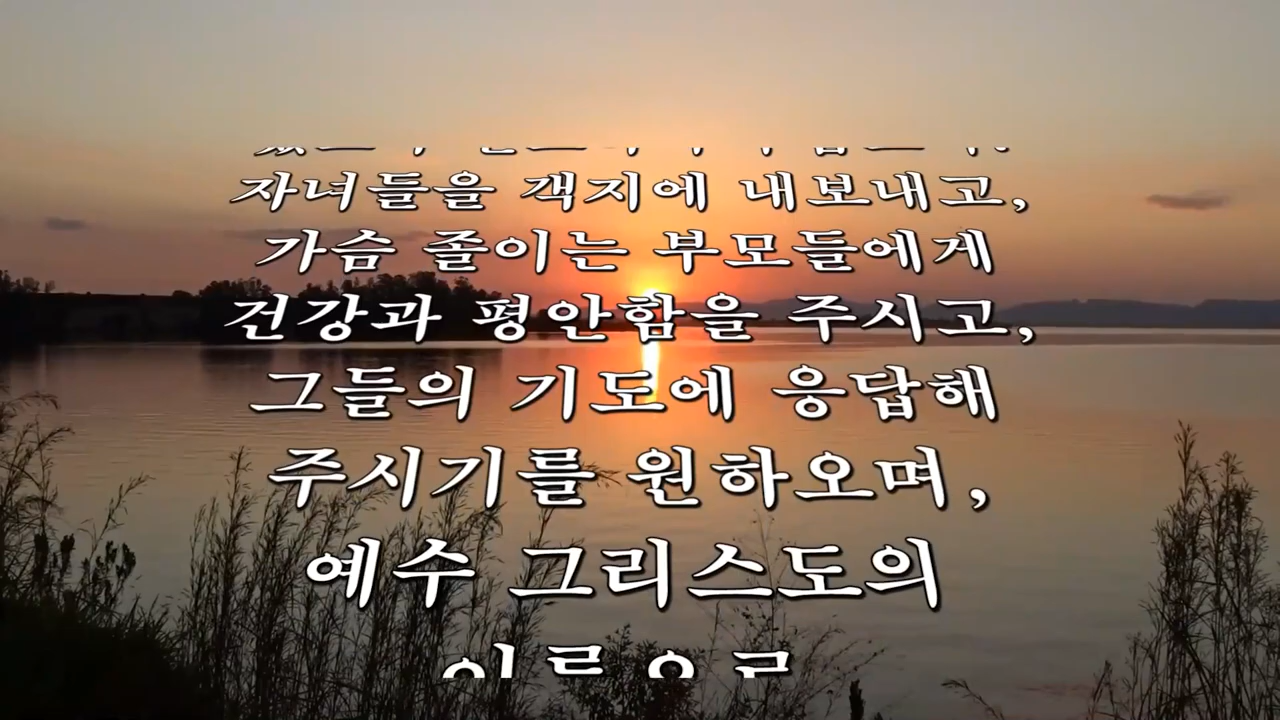 자녀들을 객지에 내보내고,
가슴 졸이는 부모들에게
건강과 평안함을 주시고,
그들의 기도에 응답해
주시기를 원하오며,
예수 그리스도의